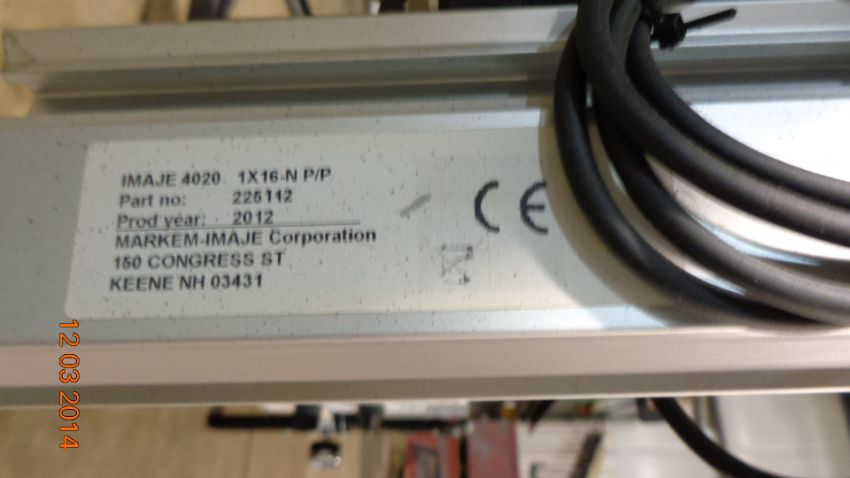 IMAJE 4020 1X16-N P/P
Part no: 225112
Prod year: 2012
MARKEM-IMAJE Corporation
150 CONGRESS ST
KEENE NH 03431
CE
12 03 2014